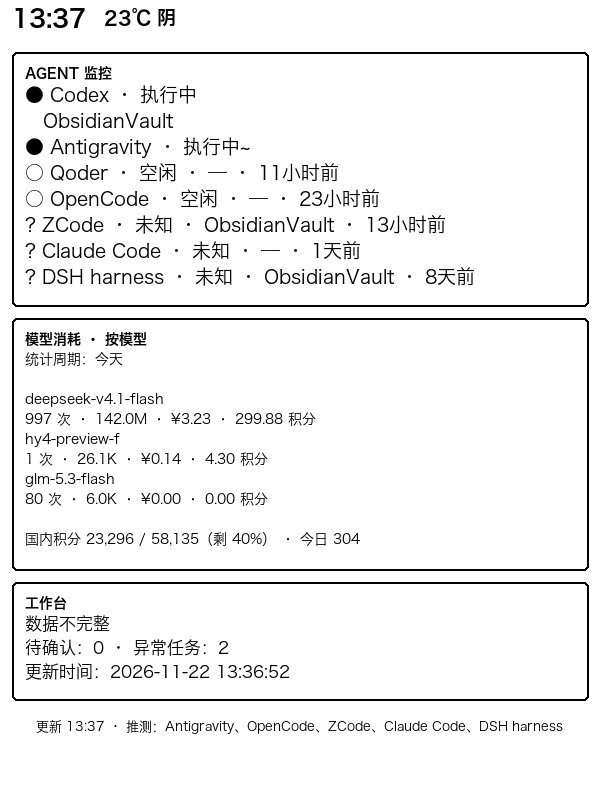 13:37 23℃ 阴
AGENT 监控
● Codex · 执行中
ObsidianVault
● Antigravity · 执行中~
○ Qoder · 空闲 · — · 11小时前
○ OpenCode · 空闲 · — · 23小时前
? ZCode · 未知 · ObsidianVault · 13小时前
? Claude Code · 未知 · — · 1天前
? DSH harness · 未知 · ObsidianVault · 8天前
模型消耗 · 按模型
统计周期：今天
deepseek-v4.1-flash
997 次 · 142.0M · ¥3.23 · 299.88 积分
hy4-preview-f
1 次 · 26.1K · ¥0.14 · 4.30 积分
glm-5.3-flash
80 次 · 6.0K · ¥0.00 · 0.00 积分
国内积分 23,296 / 58,135（剩 40%） · 今日 304
工作台
数据不完整
待确认：0 · 异常任务：2
更新时间：2026-11-22 13:36:52
更新 13:37 · 推测：Antigravity、OpenCode、ZCode、Claude Code、DSH harness